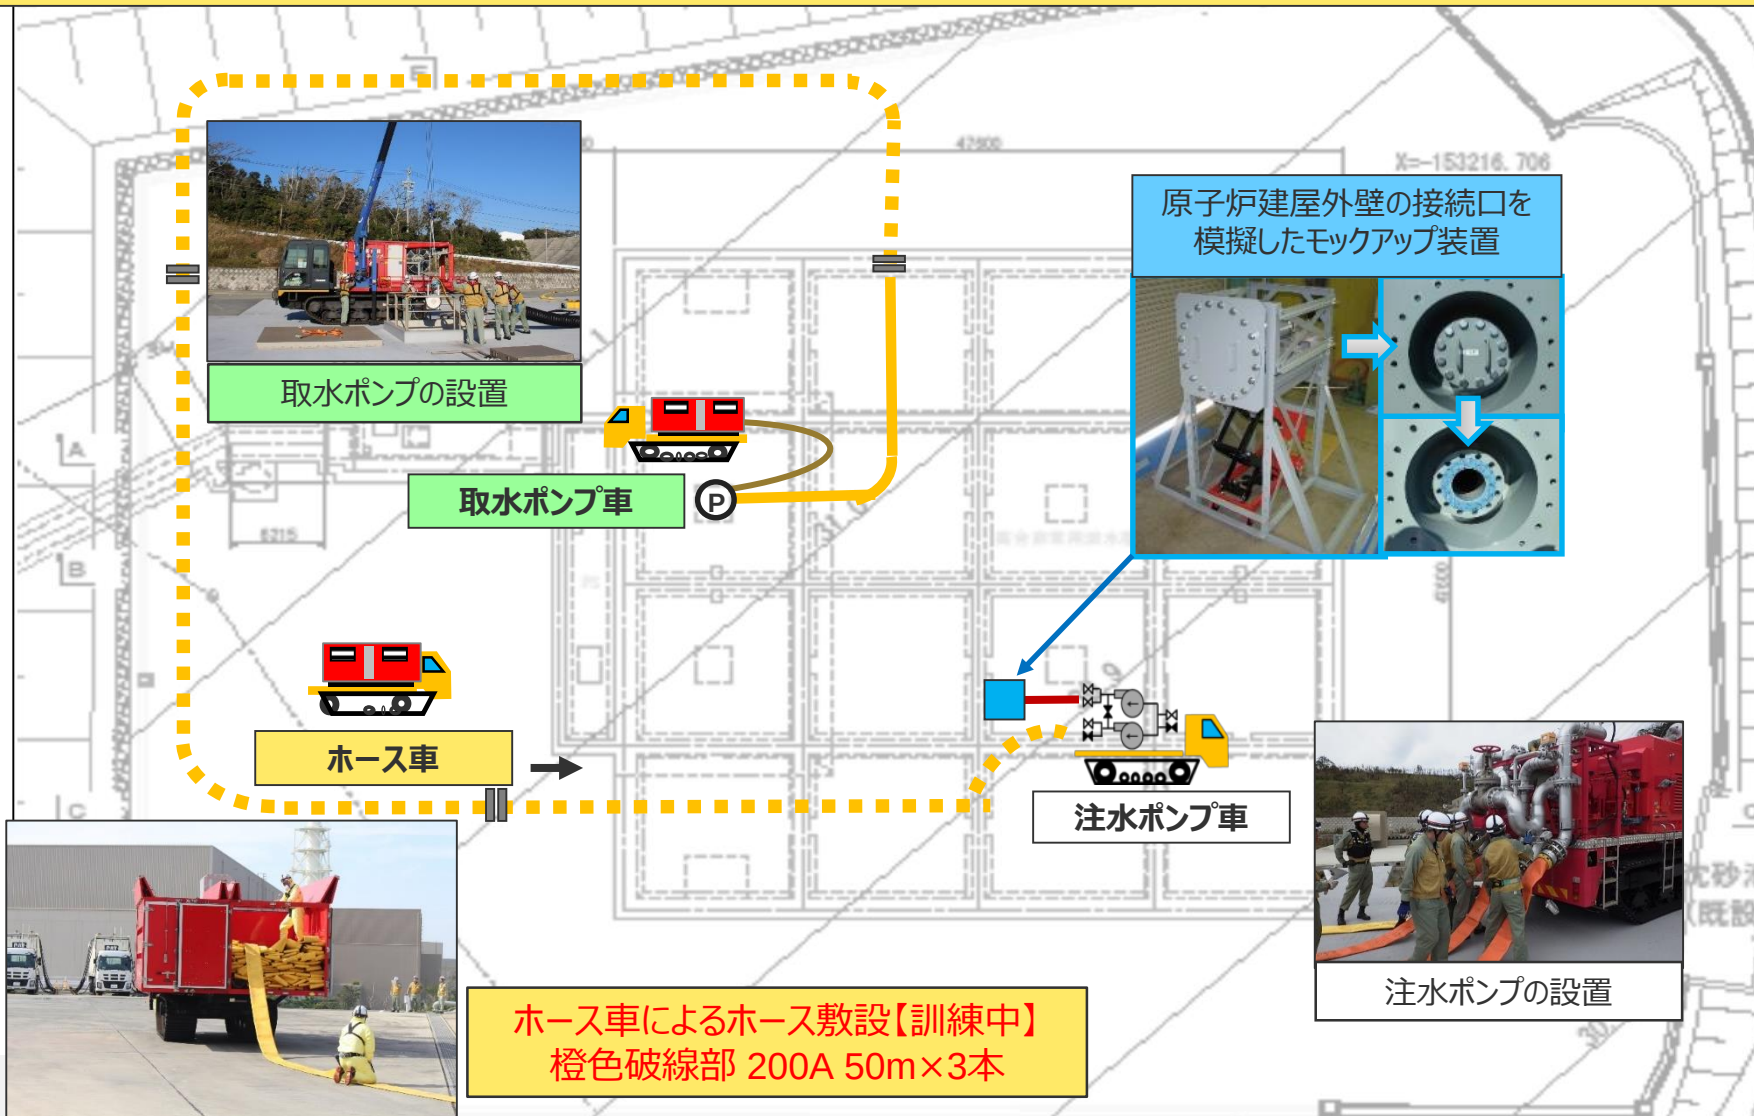 E
47600
X=-153216.706
原子炉建屋外壁の接続口を
模擬したモックアップ装置
取水ポンプの設置
A
取水ポンプ車
P
6215
B
ホース車
C
注水ポンプ車
注水ポンプの設置
ホース車によるホース敷設【訓練中】
橙色破線部 200A 50m×3本